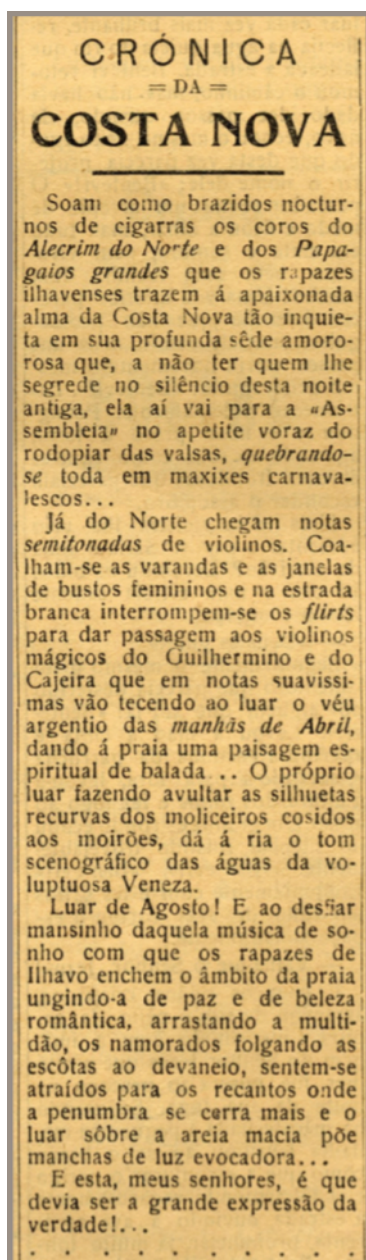 CRÓNICA
= DA =
COSTA NOVA
Soam como brazidos noctur-
nos de cigarras os coros do
Alecrim do Norte e dos Papa-
gaios grandes que os rapazes
ilhavenses trazem á apaixonada
alma da Costa Nova tão inquie-
ta em sua profunda sêde amoro-
rosa que, a não ter quem lhe
segrede no silêncio desta noite
antiga, ela aí vai para a «As-
sembleia» no apetite voraz do
rodopiar das valsas, quebrando-
se toda em maxixes carnava-
lescos...
Já do Norte chegam notas
semitonadas de violinos. Coa-
lham-se as varandas e as janelas
de bustos femininos e na estrada
branca interrompem-se os flirts
para dar passagem aos violinos
mágicos do Guilhermino e do
Cajeira que em notas suavissi-
mas vão tecendo ao luar o véu
argentio das manhãs de Abril,
dando á praia uma paisagem es-
piritual de balada... O próprio
luar fazendo avultar as silhuetas
recurvas dos moliceiros cosidos
aos moirões, dá á ria o tom
scenográfico das águas da vo-
luptuosa Veneza.
Luar de Agosto! E ao desfiar
mansinho daquela música de so-
nho com que os rapazes de
Ilhavo enchem o âmbito da praia
ungindo-a de paz e de beleza
romântica, arrastando a multi-
dão, os namorados folgando as
escôtas ao devaneio, sentem-se
atraídos para os recantos onde
a penumbra se cerra mais e o
luar sôbre a areia macia põe
manchas de luz evocadora...
E esta, meus senhores, é que
devia ser a grande expressão da
verdade!...
. . . . . . . . . .